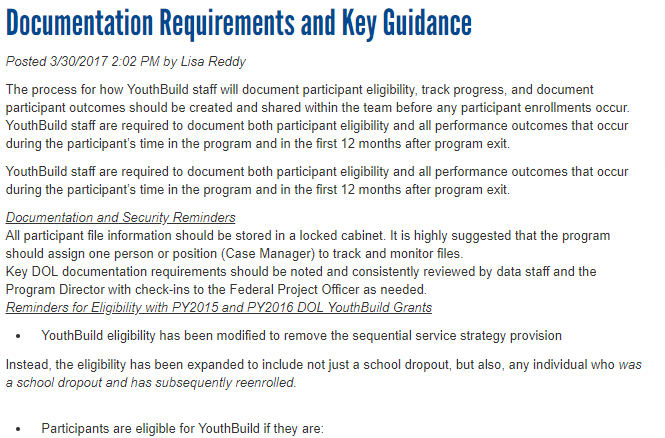 Documentation Requirements and Key Guidance
Posted 3/30/2017 2:02 PM by Lisa Reddy
The process for how YouthBuild staff will document participant eligibility, track progress, and document
participant outcomes should be created and shared within the team before any participant enrollments occur.
YouthBuild staff are required to document both participant eligibility and all performance outcomes that occur
during the participant's time in the program and in the first 12 months after program exit.
YouthBuild staff are required to document both participant eligibility and all performance outcomes that occur
during the participant's time in the program and in the first 12 months after program exit.
Documentation and Security Reminders
All participant file information should be stored in a locked cabinet. It is highly suggested that the program
should assign one person or position (Case Manager) to track and monitor files.
Key DOL documentation requirements should be noted and consistently reviewed by data staff and the
Program Director with check-ins to the Federal Project Officer as needed.
Reminders for Eligibility with PY2015 and PY2016 DOL YouthBuild Grants
• YouthBuild eligibility has been modified to remove the sequential service strategy provision
Instead, the eligibility has been expanded to include not just a school dropout, but also, any individual who was
a school dropout and has subsequently reenrolled.
• Participants are eligible for YouthBuild if they are: